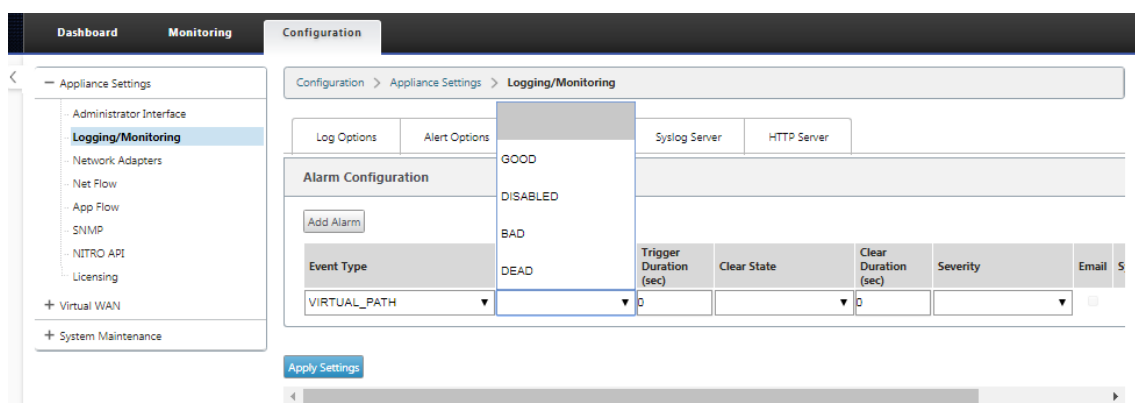 Dashboard Monitoring Configuration
Appliance Settings
Administrator Interface
Logging/Monitoring
Network Adapters
Net Flow
App Flow
SNMP
NITRO API
Licensing
Virtual WAN
System Maintenance
Configuration > Appliance Settings > Logging/Monitoring
Log Options Alert Options Syslog Server HTTP Server
Alarm Configuration
Add Alarm
GOOD
DISABLED
BAD
DEAD
Event Type Trigger Duration (sec) Clear State Clear Duration (sec) Severity Email
VIRTUAL_PATH 0 0
Apply Settings